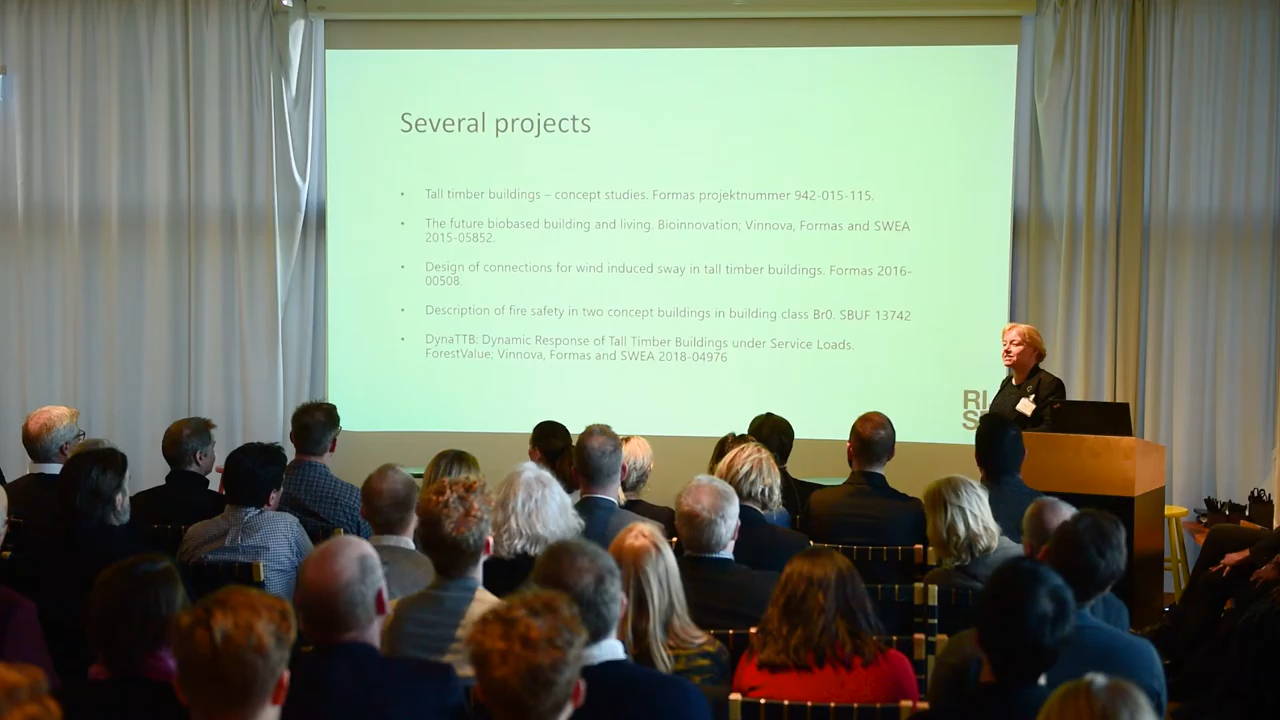 Several projects
• Tall timber buildings – concept studies. Formas projektnummer 942-015-115.
• The future biobased building and living. Bioinnovation; Vinnova, Formas and SWEA
2015-05852.
• Design of connections for wind induced sway in tall timber buildings. Formas 2016-
00508.
• Description of fire safety in two concept buildings in building class Br0. SBUF 13742
• DynaTTB: Dynamic Response of Tall Timber Buildings under Service Loads.
ForestValue; Vinnova, Formas and SWEA 2018-04976
RI